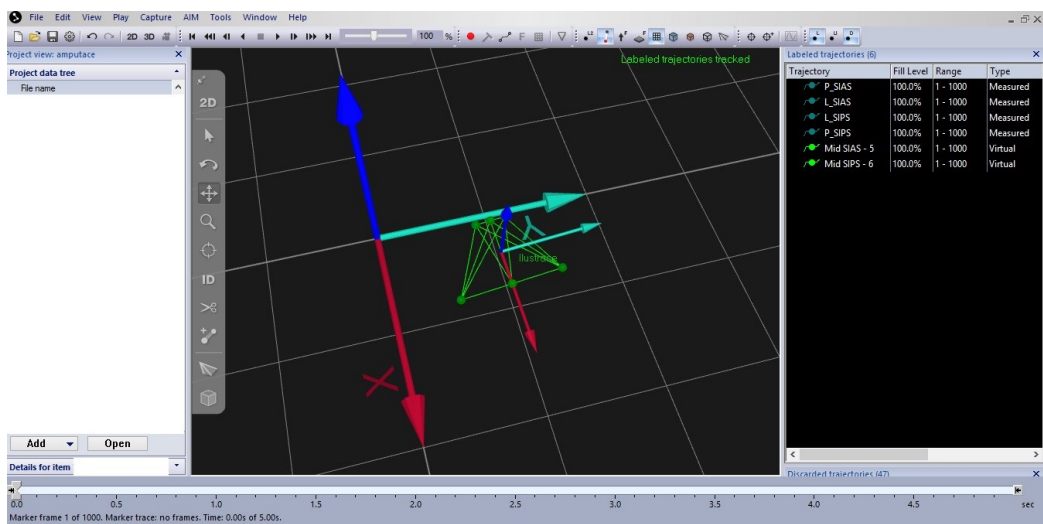 File Edit View Play Capture AIM Tools Window Help
2D 3D 100 %
Project view: amputace
Project data tree
File name
Add Open
Details for item
2D
ID
Labeled trajectories tracked
Y
Ilustrace
X
Labeled trajectories (6)
Trajectory Fill Level Range Type
P_SIAS 100.0% 1 - 1000 Measured
L_SIAS 100.0% 1 - 1000 Measured
L_SIPS 100.0% 1 - 1000 Measured
P_SIPS 100.0% 1 - 1000 Measured
Mid SIAS - 5 100.0% 1 - 1000 Virtual
Mid SIPS - 6 100.0% 1 - 1000 Virtual
Discarded trajectories (47)
0.0 0.5 1.0 1.5 2.0 2.5 3.0 3.5 4.0 4.5 sec
Marker frame 1 of 1000. Marker trace: no frames. Time: 0.00s of 5.00s.